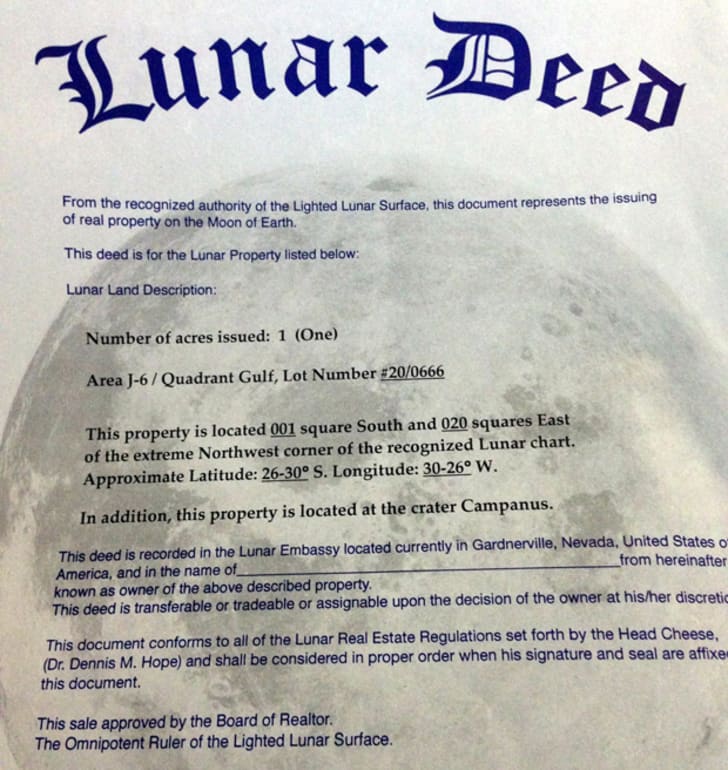 Lunar Deed
From the recognized authority of the Lighted Lunar Surface, this document represents the issuing
of real property on the Moon of Earth.
This deed is for the Lunar Property listed below:
Lunar Land Description:
Number of acres issued: 1 (One)
Area J-6 / Quadrant Gulf, Lot Number #20/0666
This property is located 001 square South and 020 squares East
of the extreme Northwest corner of the recognized Lunar chart.
Approximate Latitude: 26-30º S. Longitude: 30-26º W.
In addition, this property is located at the crater Campanus.
This deed is recorded in the Lunar Embassy located currently in Gardnerville, Nevada, United States o
America, and in the name of from hereinafter
known as owner of the above described property.
This deed is transferable or tradeable or assignable upon the decision of the owner at his/her discretio
This document conforms to all of the Lunar Real Estate Regulations set forth by the Head Cheese,
(Dr. Dennis M. Hope) and shall be considered in proper order when his signature and seal are affixe
this document.
This sale approved by the Board of Realtor.
The Omnipotent Ruler of the Lighted Lunar Surface.